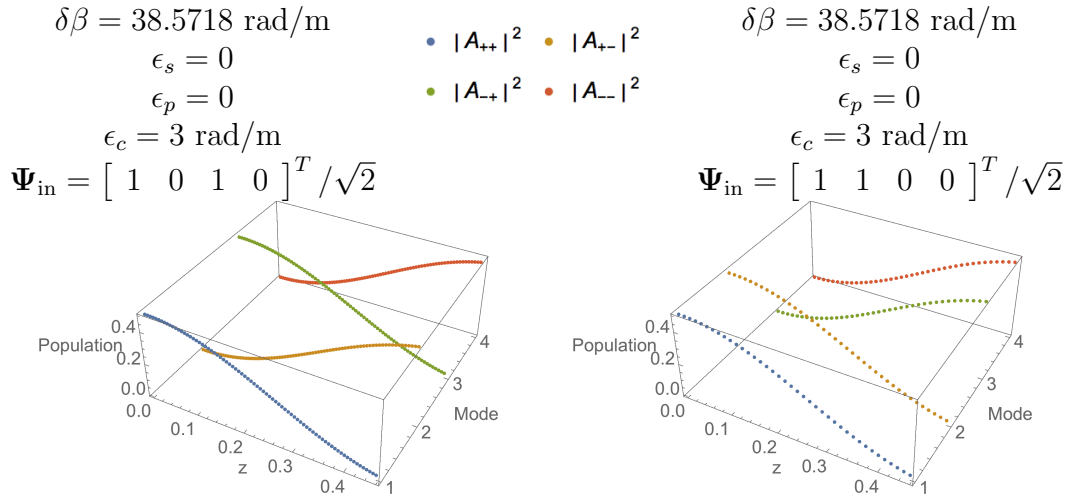 δβ = 38.5718 rad/m
ϵ_s = 0
ϵ_p = 0
ϵ_c = 3 rad/m
Ψ_in = [ 1 0 1 0 ]^T /√2
|A_{++}|^2 |A_{+−}|^2
|A_{−+}|^2 |A_{−−}|^2
δβ = 38.5718 rad/m
ϵ_s = 0
ϵ_p = 0
ϵ_c = 3 rad/m
Ψ_in = [ 1 1 0 0 ]^T /√2
0.4
Population
0.2
0.0
0.0
0.1
0.2
z
0.3
0.4
1
2
Mode
3
4
0.4
Population
0.2
0.0
0.0
0.1
0.2
z
0.3
0.4
1
2
Mode
3
4